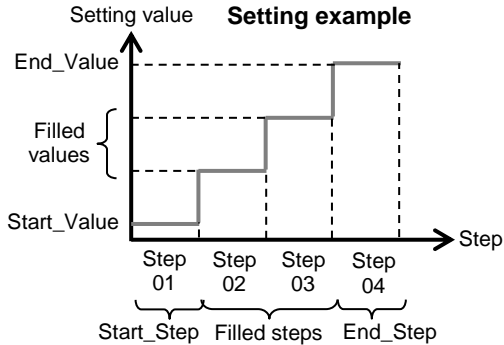 Setting value
Setting example
End_Value
Filled
values
Start_Value
Step
Step Step Step Step
01 02 03 04
Start_Step Filled steps End_Step